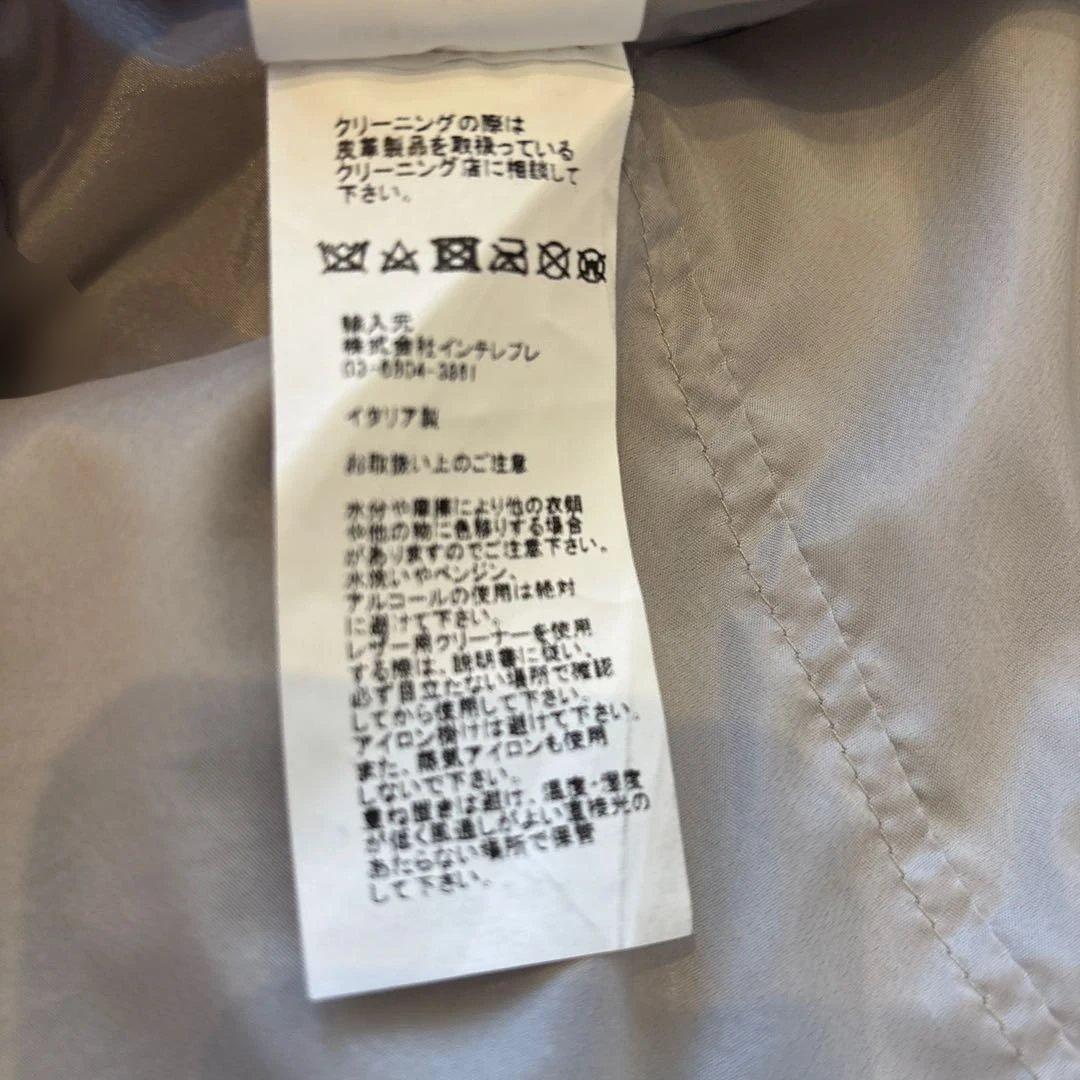 クリーニングの際は
皮革製品を取扱っている
クリーニング店に相談して
下さい。
輸入元
株式会社インテレプレ
03-6804-3861
イタリア製
お取扱い上のご注意
水分や摩擦により他の衣類
や他の物に色移りする場合
がありますのでご注意下さい。
水洗いやベンジン、
アルコールの使用は絶対
に避けて下さい。
レザー用クリーナーを使用
する際は、説明書に従い、
必ず目立たない場所で確認
してから使用して下さい。
アイロン掛けは避けて下さい。
また、蒸気アイロンも使用
しないで下さい。
重ね置きは避け、温度・湿度
が低く風通しがよい直接光の
あたらない場所で保管
して下さい。